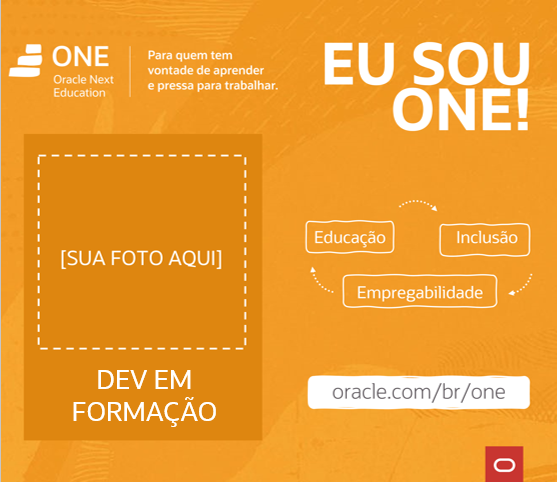 ONE
Oracle Next
Education
Para quem tem
vontade de aprender
e pressa para trabalhar.
EU SOU
ONE!
[SUA FOTO AQUI]
DEV EM
FORMAÇÃO
Educação
Inclusão
Empregabilidade
oracle.com/br/one